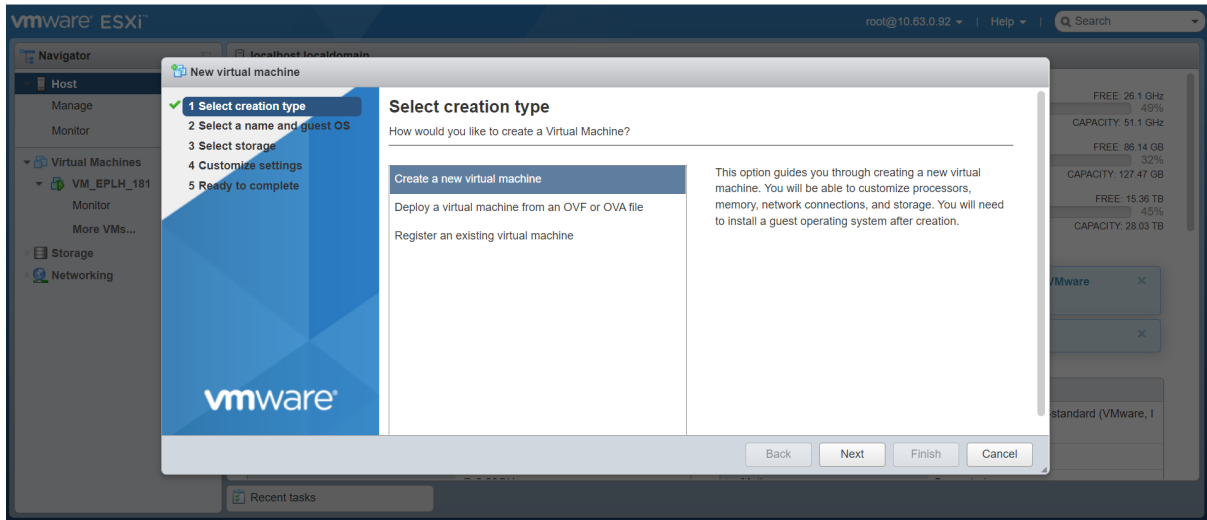 vmware ESXi™
root@10.63.0.92 | Help | Search
Navigator
localhost.localdomain
Host
Manage
Monitor
Virtual Machines
VM_EPLH_181
Monitor
More VMs...
Storage
Networking
New virtual machine
1 Select creation type
2 Select a name and guest OS
3 Select storage
4 Customize settings
5 Ready to complete
vmware®
Select creation type
How would you like to create a Virtual Machine?
Create a new virtual machine
Deploy a virtual machine from an OVF or OVA file
Register an existing virtual machine
This option guides you through creating a new virtual
machine. You will be able to customize processors,
memory, network connections, and storage. You will need
to install a guest operating system after creation.
Back Next Finish Cancel
FREE: 26.1 GHz
49%
CAPACITY: 51.1 GHz
FREE: 86.14 GB
32%
CAPACITY: 127.47 GB
FREE: 15.36 TB
45%
CAPACITY: 28.03 TB
VMware
-standard (VMware, I
Recent tasks